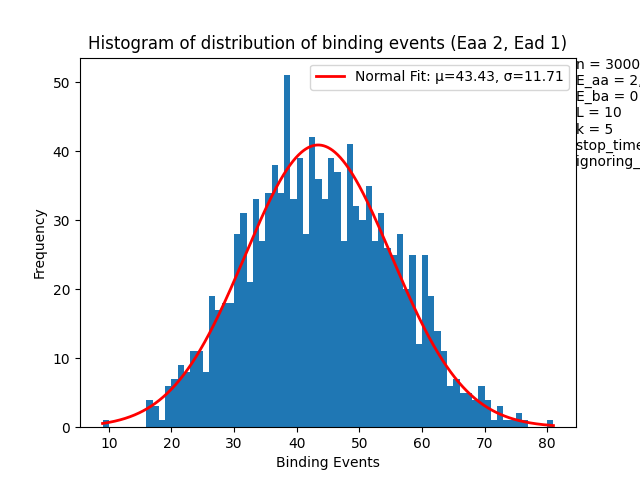 Histogram of distribution of binding events (Eaa 2, Ead 1)
Normal Fit: μ=43.43, σ=11.71
n = 3000
E_aa = 2,
E_ba = 0
L = 10
k = 5
stop_time
ignoring_
Frequency
50
40
30
20
10
0
10 20 30 40 50 60 70 80
Binding Events